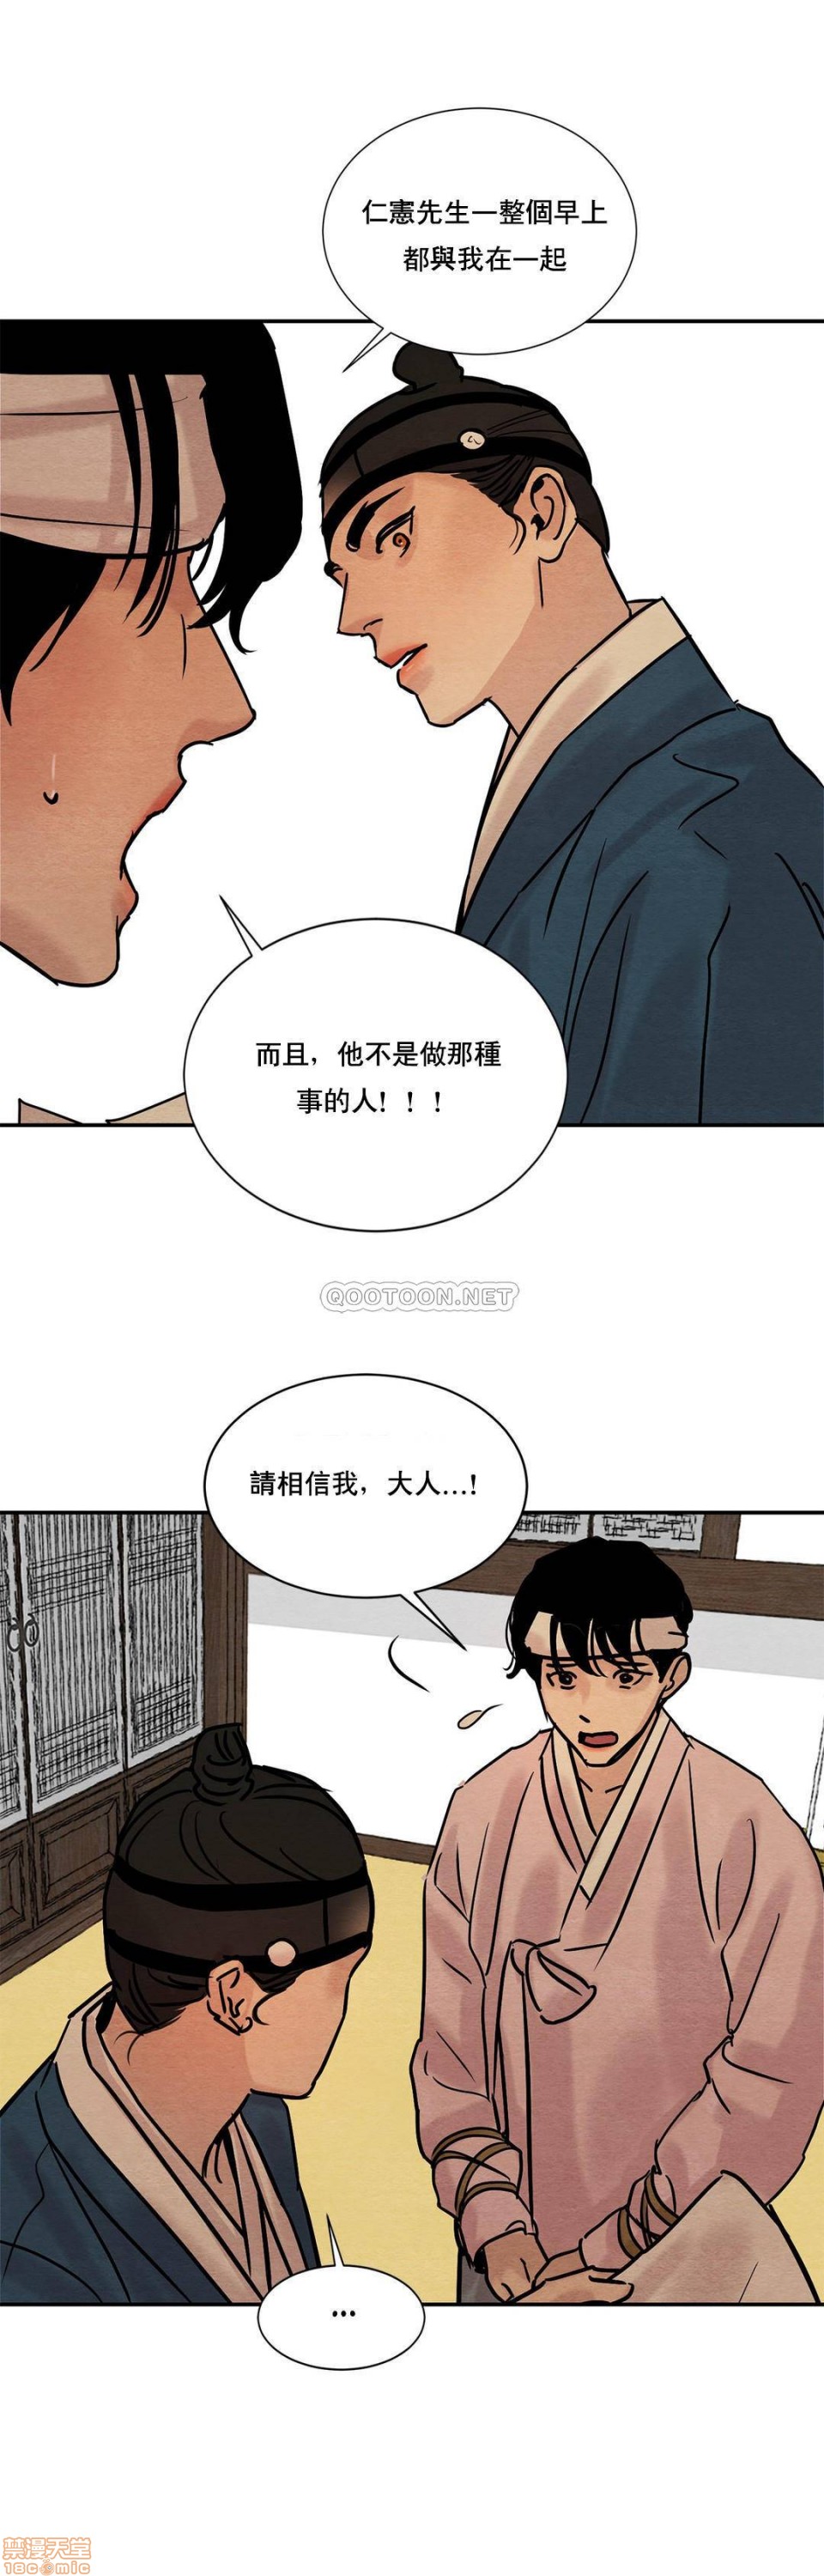 仁憲先生一整個早上
都與我在一起
而且，他不是做那種
事的人！！！
QOOTOON.NET
請相信我，大人...！
...
禁漫天堂
18comic